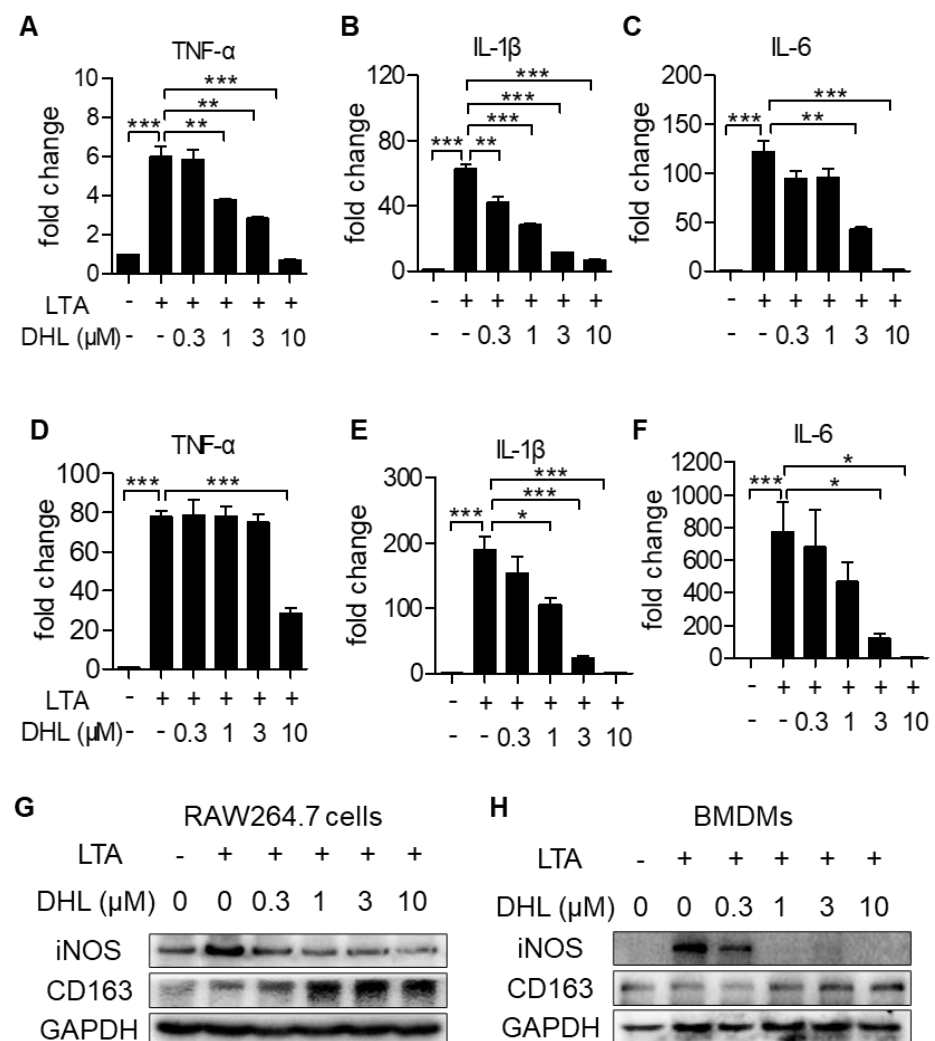 A
TNF-α
10
8
6
4
2
0
fold change
***
**
**
***
LTA - + + + + +
DHL (μM) - - 0.3 1 3 10
B
IL-1β
120
80
40
0
fold change
***
***
***
*** **
- + + + + +
- - 0.3 1 3 10
C
IL-6
200
150
100
50
0
fold change
***
*** **
- + + + + +
- - 0.3 1 3 10
D
TNF-α
100
80
60
40
20
0
fold change
*** ***
LTA - + + + + +
DHL (μM) - - 0.3 1 3 10
E
IL-1β
300
200
100
0
fold change
***
***
*** *
- + + + + +
- - 0.3 1 3 10
F
IL-6
1200
1000
800
600
400
200
0
fold change
*
*** *
- + + + + +
- - 0.3 1 3 10
G
RAW264.7 cells
LTA - + + + + +
DHL (μM) 0 0 0.3 1 3 10
iNOS
CD163
GAPDH
H
BMDMs
LTA - + + + + +
DHL (μM) 0 0 0.3 1 3 10
iNOS
CD163
GAPDH